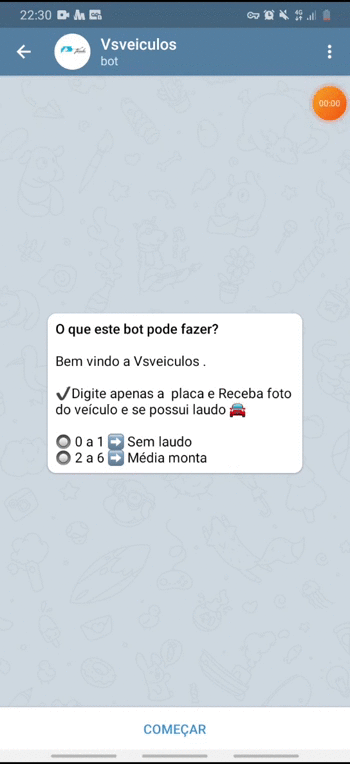 22:30
Vsveiculos
bot
00:00
O que este bot pode fazer?
Bem vindo a Vsveiculos .
✔Digite apenas a  placa e Receba foto
do veículo e se possui laudo 🚘
🔘 0 a 1 ➡ Sem laudo
🔘 2 a 6 ➡ Média monta
COMEÇAR